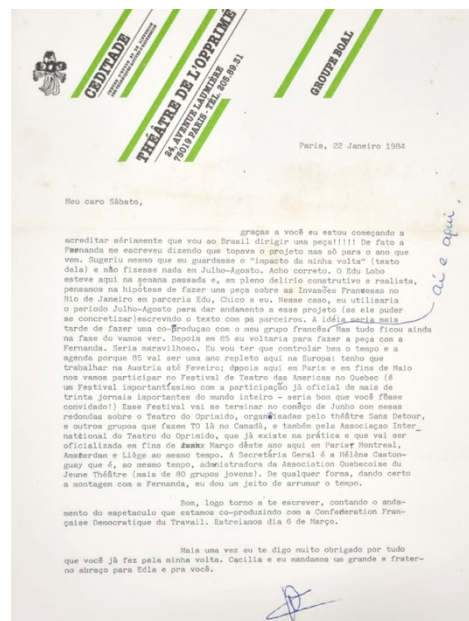 CEDITADE
THÉÂTRE DE L'OPPRIMÉ
24, AVENUE LAUMIÈRE
75019 PARIS - TÉL. 205.89.31
GROUPE BOAL
Paris, 22 Janeiro 1984
Meu caro Sábato,
graças a você eu estou começando a
acreditar sériamente que vou ao Brasil dirigir uma peça!!!!! De fato a
Fernanda me escreveu dizendo que topava o projeto mas só para o ano que
vem. Sugeriu mesmo que eu guardasse o "impacto da minha volta" (texto
dela) e não fizesse nada em Julho-Agosto. Acho correto. O Edu Lobo
esteve aqui na semana passada e, em pleno delirio construtivo e realista,
pensamos na hipótese de fazer uma peça sobre as Invasões Francesas no
Rio de Janeiro em parceria Edu, Chico e eu. Nesse caso, eu utilisaria
o periodo Julho-Agosto para dar andamento a esse projeto (se ele puder
se concretizar)escrevendo o texto com os parceiros. A idéia seria mais
tarde de fazer uma co-produçao com o meu grupo francês. Mas tudo ficou ainda
aí e aqui.
na fase do vamos ver. Depois em 85 eu voltaria para fazer a peça com a
Fernanda. Seria maravilhoso. Eu vou ter que controlar bem o tempo e a
agenda porque 85 vai ser uma ano repleto aqui na Europa: tenho que
trabalhar na Austria até Feveiro; depois aqui em Paris e em fins de Maio
nos vamos participar no Festival de Teatro das Americas no Quebec (é
um Festival importantíssimo com a participação já oficial de mais de
trinta jornais importantes do mundo inteiro - seria bom que você fôsse
convidado!) Esse Festival vai se terminar no começo de Junho com mesas
redondas sobre o Teatro do Oprimido, organisadas pelo théâtre Sans Detour,
e outros grupos que fazem TO lá no Canadá, e também pela Associaçao Inter_
national do Teatro do Oprimido, que já existe na prática e que vai ser
oficializada em fins de Março dêste ano aqui em Paris, Montreal,
Amsterdam e Liège ao mesmo tempo. A Secretária Geral é a Hélène Caston-
guay que é, ao mesmo tempo, admnistradora da Association Quebecoise du
Jeune Théâtre (mais de 80 grupos jovens). De qualquer forma, dando certo
a montagem com a Fernanda, eu dou um jeito de arrumar o tempo.
Bom, logo torno a te escrever, contando o anda-
mento do espetaculo que estamos co-produzindo com a Confederation Fran-
çaise Democratique du Travail. Estreiamos dia 6 de Março.
Mais uma vez eu te digo muito obrigado por tudo
que você já fez pela minha volta. Cecilia e eu mandamos um grande e frater-
no abraço para Edla e pra você.